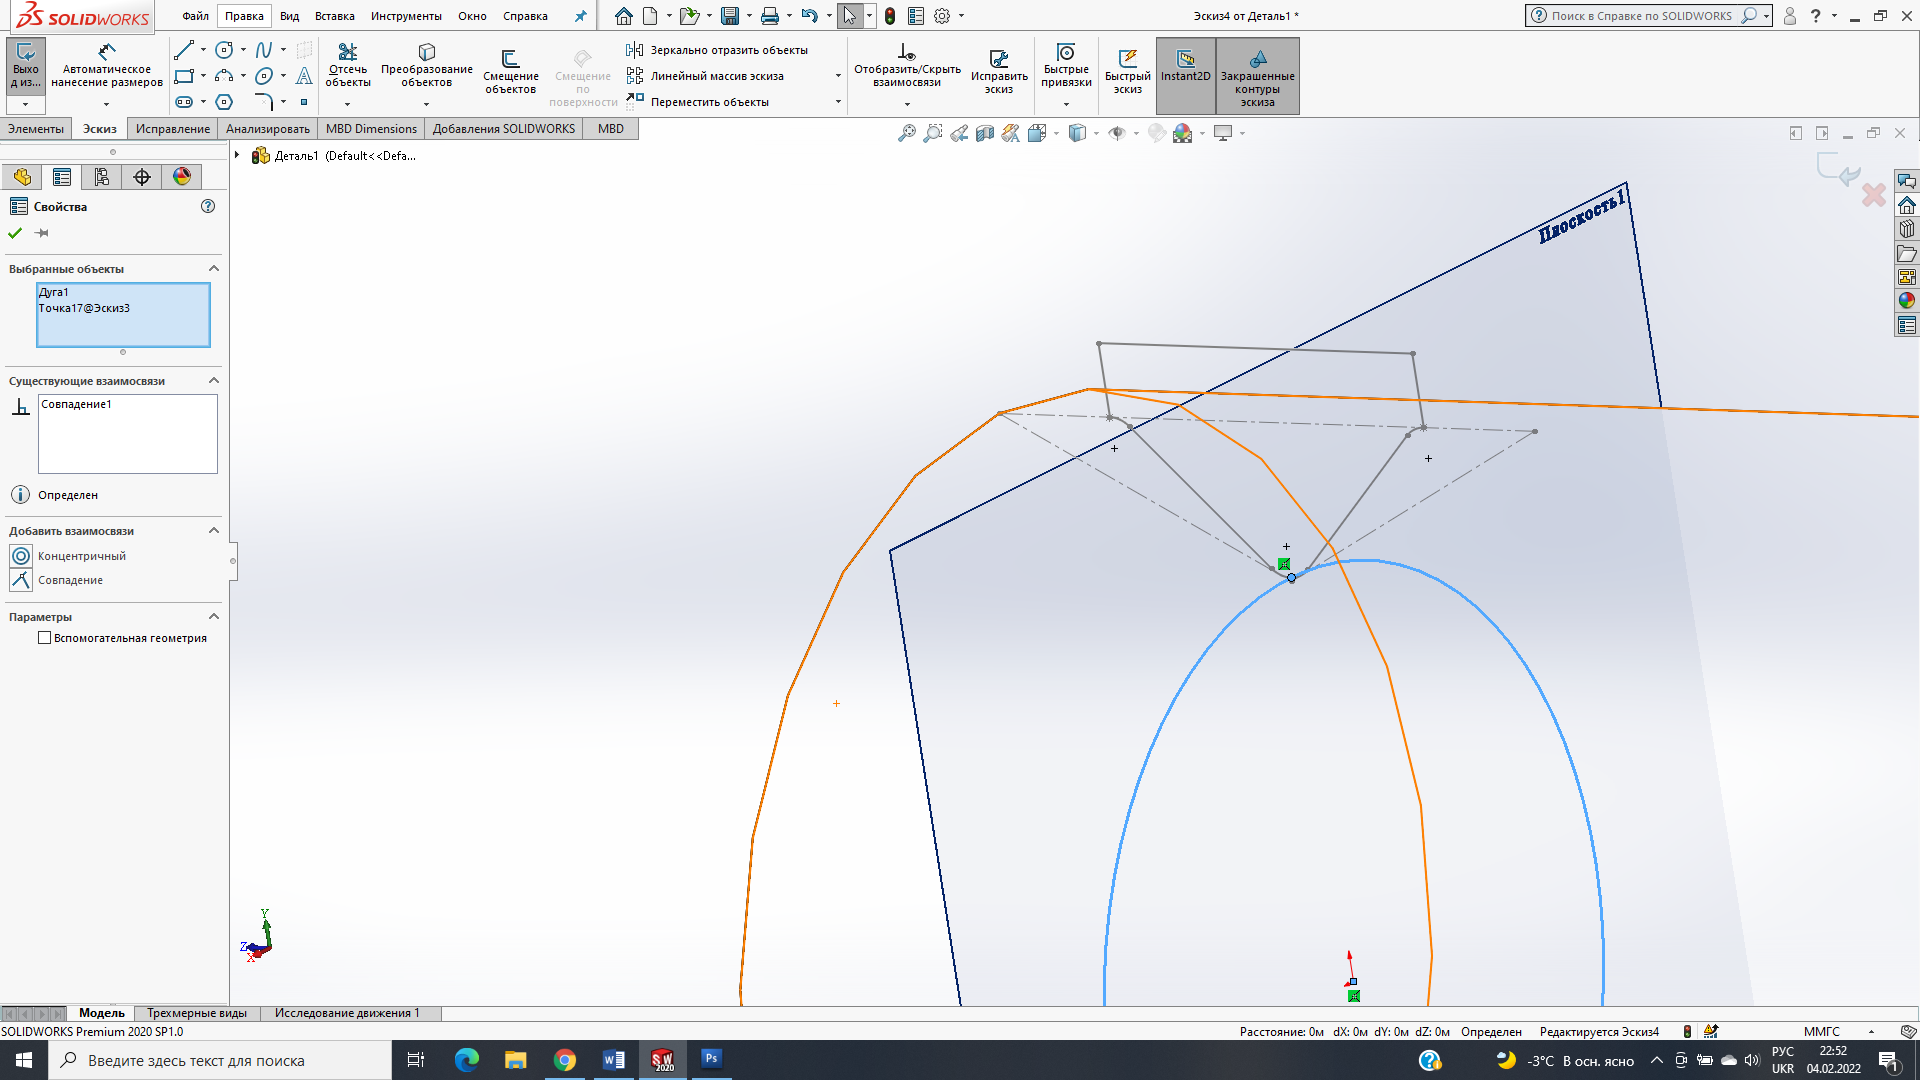 SOLIDWORKS
Файл
Правка
Вид
Вставка
Инструменты
Окно
Справка
Эскиз4 от Деталь1 *
Поиск в Справке по SOLIDWORKS
Выхо
д из...
Автоматическое
нанесение размеров
Отсечь
объекты
Преобразование
объектов
Смещение
объектов
Смещение
по
поверхности
Зеркально отразить объекты
Линейный массив эскиза
Переместить объекты
Отобразить/Скрыть
взаимосвязи
Исправить
эскиз
Быстрые
привязки
Быстрый
эскиз
Instant2D
Закрашенные
контуры
эскиза
Элементы
Эскиз
Исправление
Анализировать
MBD Dimensions
Добавления SOLIDWORKS
MBD
Деталь1 (Default<<Defa...
Свойства
Выбранные объекты
Дуга1
Точка17@Эскиз3
Существующие взаимосвязи
Совпадение1
Определен
Добавить взаимосвязи
Концентричный
Совпадение
Параметры
Вспомогательная геометрия
Плоскость1
Y
Z
X
Модель
Трехмерные виды
Исследование движения 1
SOLIDWORKS Premium 2020 SP1.0
Расстояние: 0м dX: 0м dY: 0м dZ: 0м
Определен
Редактируется Эскиз4
ММГС
Введите здесь текст для поиска
-3°C В осн. ясно
РУС
UKR
22:52
04.02.2022
1